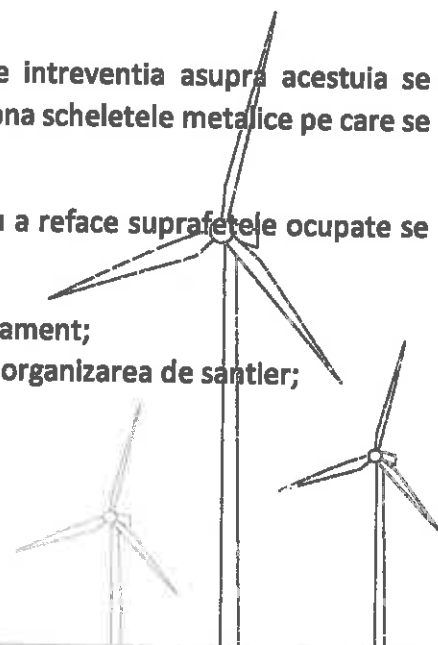 e intreventia asupra acestuia se
ona scheletele metalice pe care se
u a reface suprafetele ocupate se
ament;
organizarea de santier;